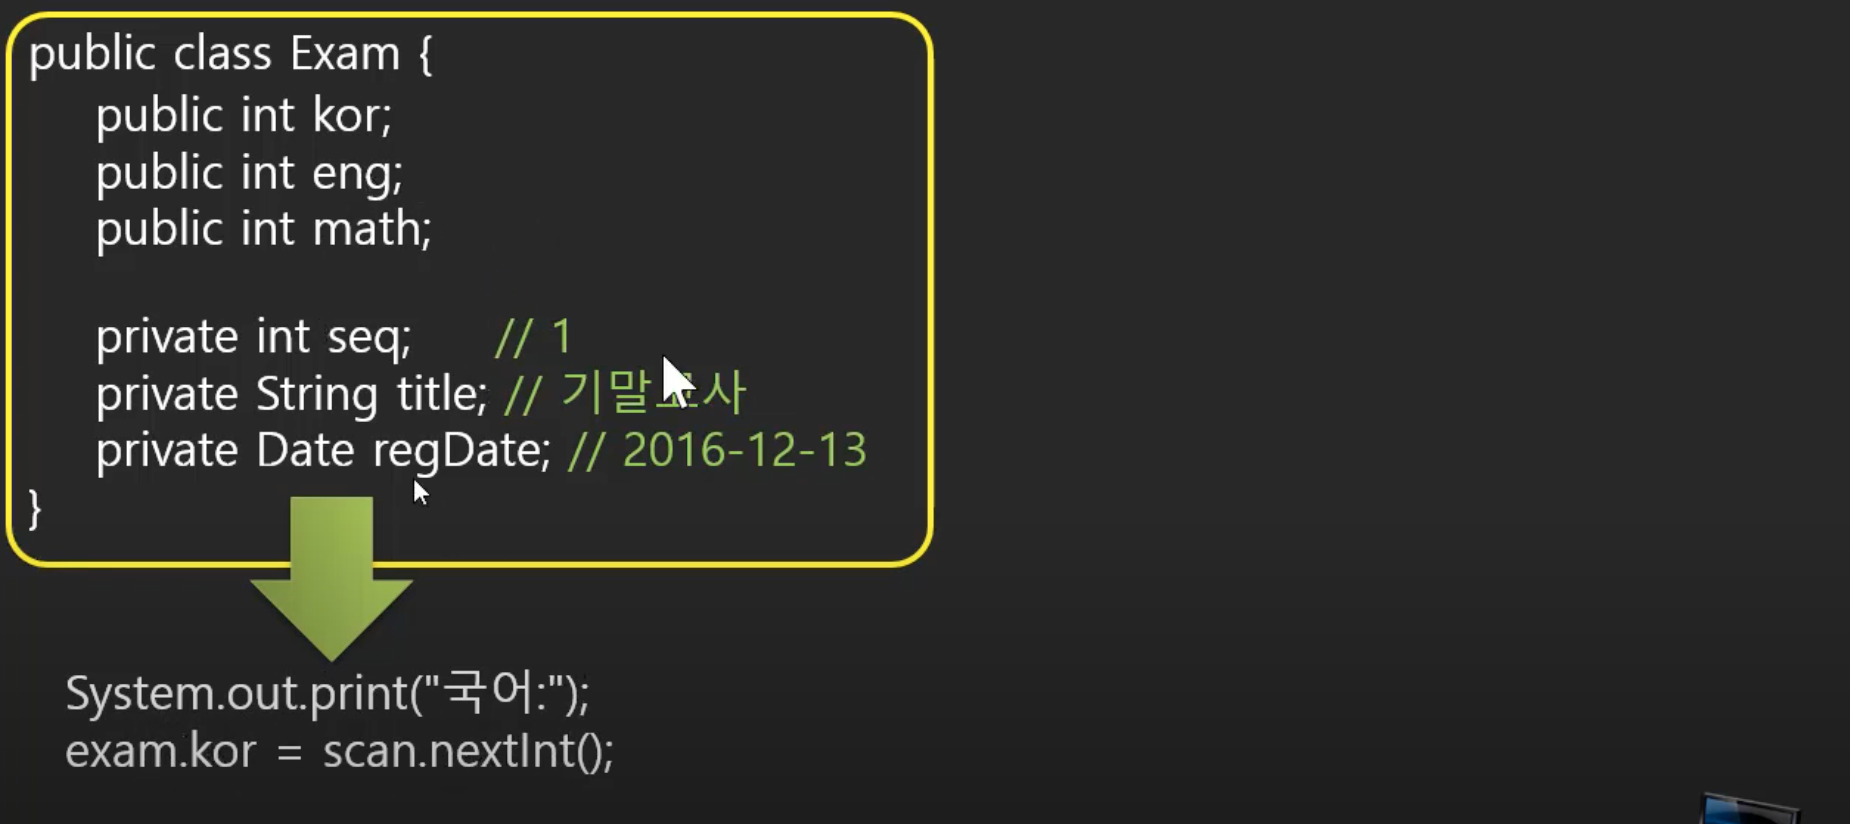 public class Exam {
public int kor;
public int eng;
public int math;
private int seq; // 1
private String title; // 기말고사
private Date regDate; // 2016-12-13
}
System.out.print("국어:");
exam.kor = scan.nextInt();